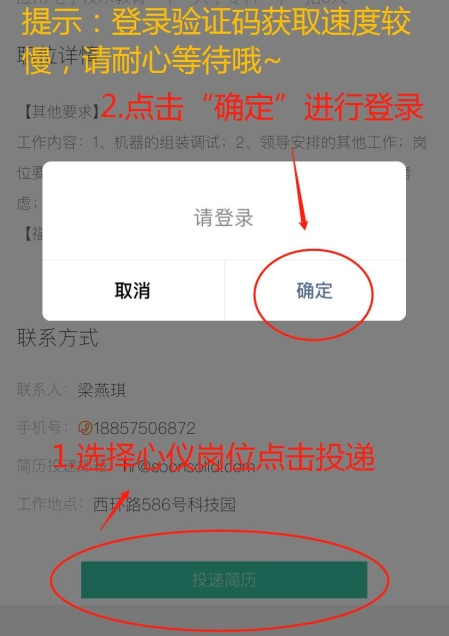 提示：登录验证码获取速度较
慢，请耐心等待哦~
职位详情
【其他要求】
2.点击“确定”进行登录
工作内容：1、机器的组装调试；2、领导安排的其他工作；岗
位要
考
虑；
【福
请登录
取消
确定
联系方式
联系人：梁燕琪
手机号：18857506872
1.选择心仪岗位点击投递
简历投递邮箱：hr@soonsolid.com
工作地点：西环路586号科技园
投递简历